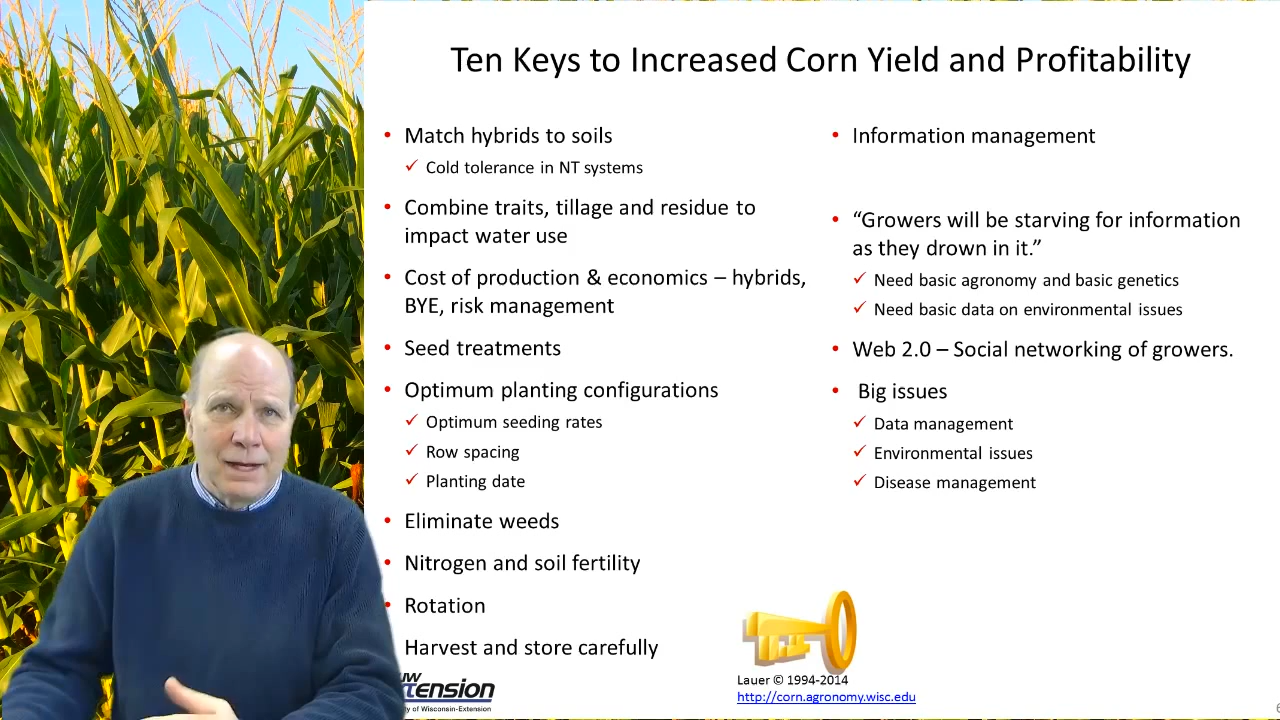 Ten Keys to Increased Corn Yield and Profitability
• Match hybrids to soils
✓ Cold tolerance in NT systems
• Combine traits, tillage and residue to
impact water use
• Cost of production & economics – hybrids,
BYE, risk management
• Seed treatments
• Optimum planting configurations
✓ Optimum seeding rates
✓ Row spacing
✓ Planting date
• Eliminate weeds
• Nitrogen and soil fertility
• Rotation
Harvest and store carefully
• Information management
• “Growers will be starving for information
as they drown in it.”
✓ Need basic agronomy and basic genetics
✓ Need basic data on environmental issues
• Web 2.0 – Social networking of growers.
• Big issues
✓ Data management
✓ Environmental issues
✓ Disease management
of Wisconsin-Extension
Lauer © 1994-2014
http://corn.agronomy.wisc.edu